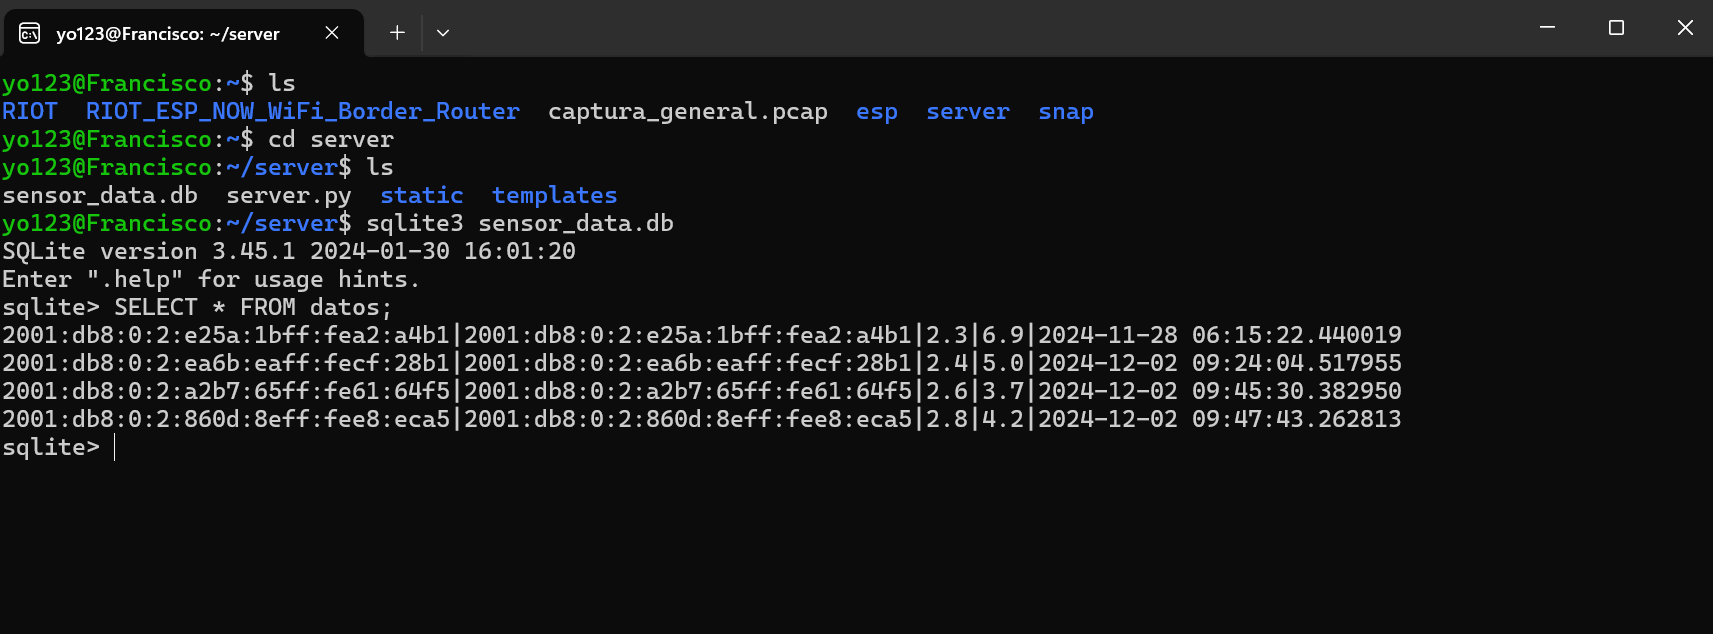 yo123@Francisco: ~/server
yo123@Francisco:~$ ls
RIOT  RIOT_ESP_NOW_WiFi_Border_Router  captura_general.pcap  esp  server  snap
yo123@Francisco:~$ cd server
yo123@Francisco:~/server$ ls
sensor_data.db  server.py  static  templates
yo123@Francisco:~/server$ sqlite3 sensor_data.db
SQLite version 3.45.1 2024-01-30 16:01:20
Enter ".help" for usage hints.
sqlite> SELECT * FROM datos;
2001:db8:0:2:e25a:1bff:fea2:a4b1|2001:db8:0:2:e25a:1bff:fea2:a4b1|2.3|6.9|2024-11-28 06:15:22.440019
2001:db8:0:2:ea6b:eaff:fecf:28b1|2001:db8:0:2:ea6b:eaff:fecf:28b1|2.4|5.0|2024-12-02 09:24:04.517955
2001:db8:0:2:a2b7:65ff:fe61:64f5|2001:db8:0:2:a2b7:65ff:fe61:64f5|2.6|3.7|2024-12-02 09:45:30.382950
2001:db8:0:2:860d:8eff:fee8:eca5|2001:db8:0:2:860d:8eff:fee8:eca5|2.8|4.2|2024-12-02 09:47:43.262813
sqlite>